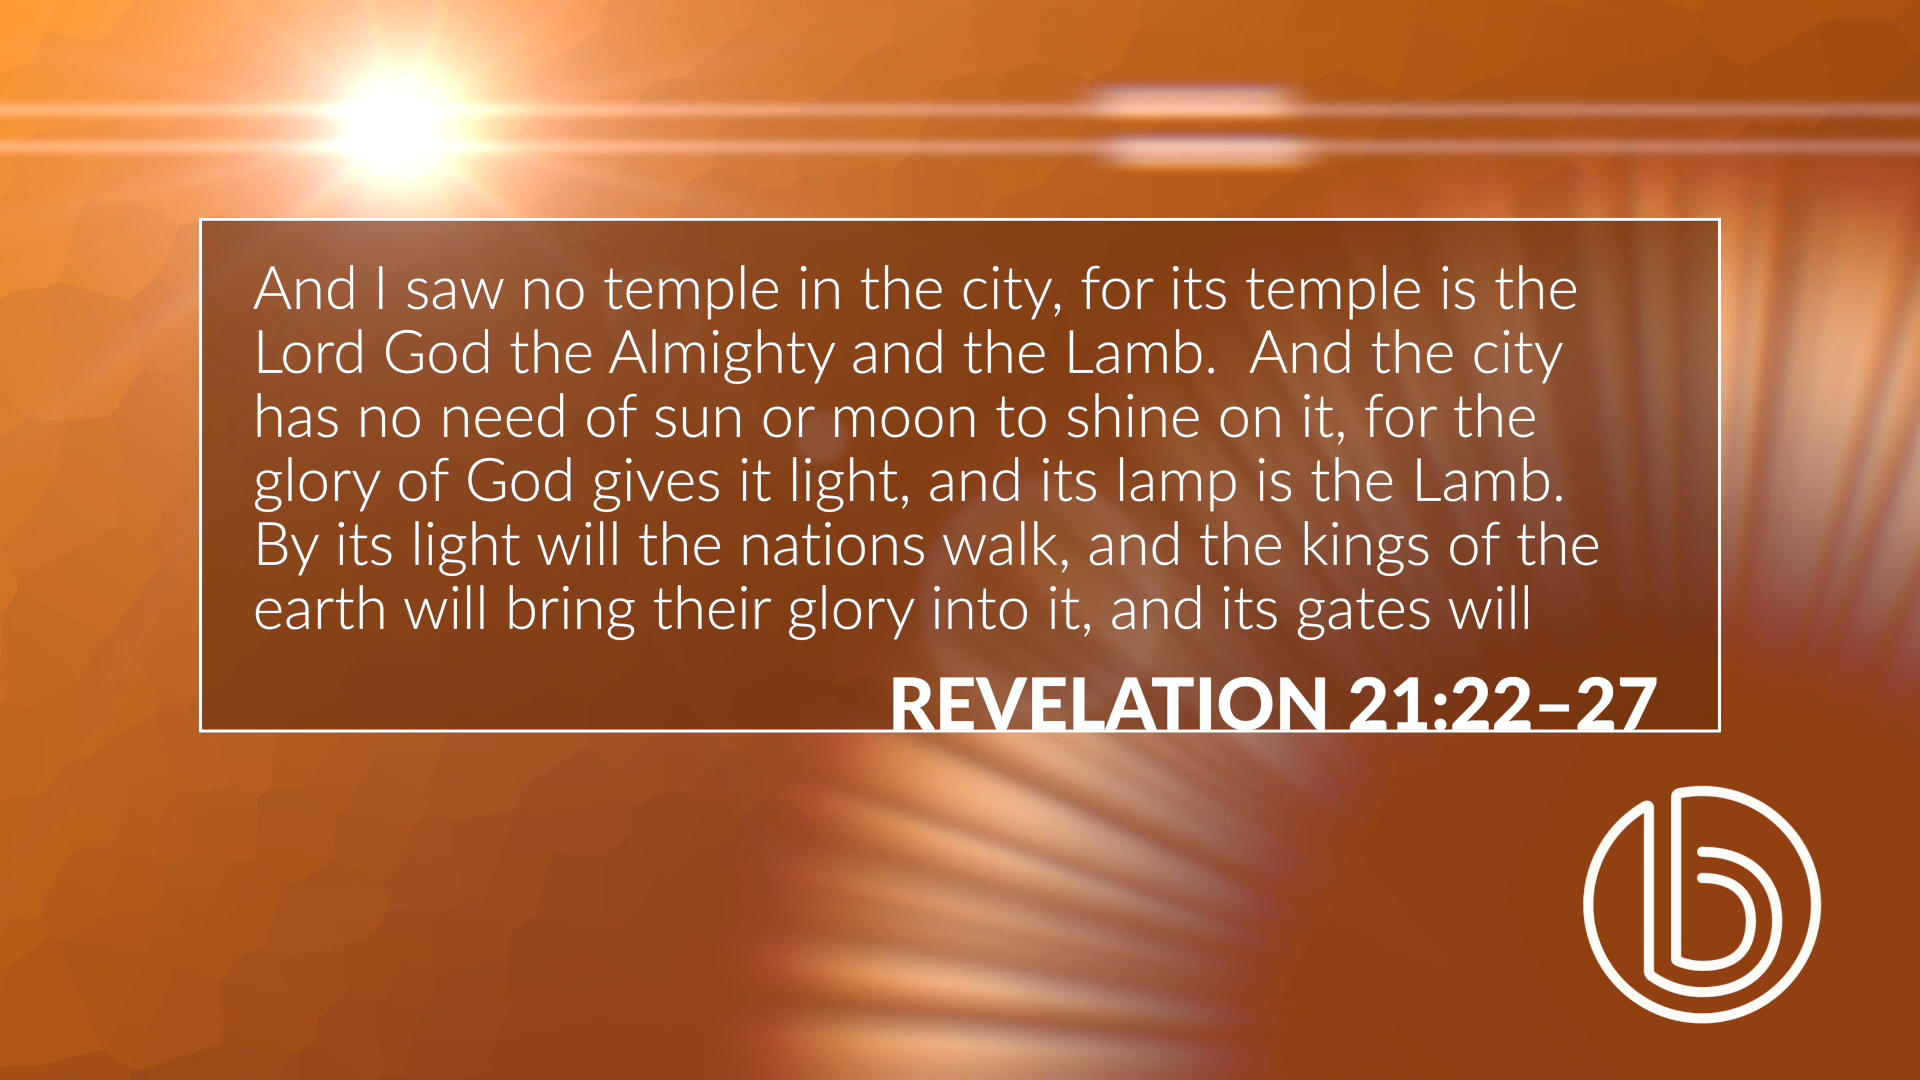 And I saw no temple in the city, for its temple is the
Lord God the Almighty and the Lamb.  And the city
has no need of sun or moon to shine on it, for the
glory of God gives it light, and its lamp is the Lamb.
By its light will the nations walk, and the kings of the
earth will bring their glory into it, and its gates will
REVELATION 21:22–27